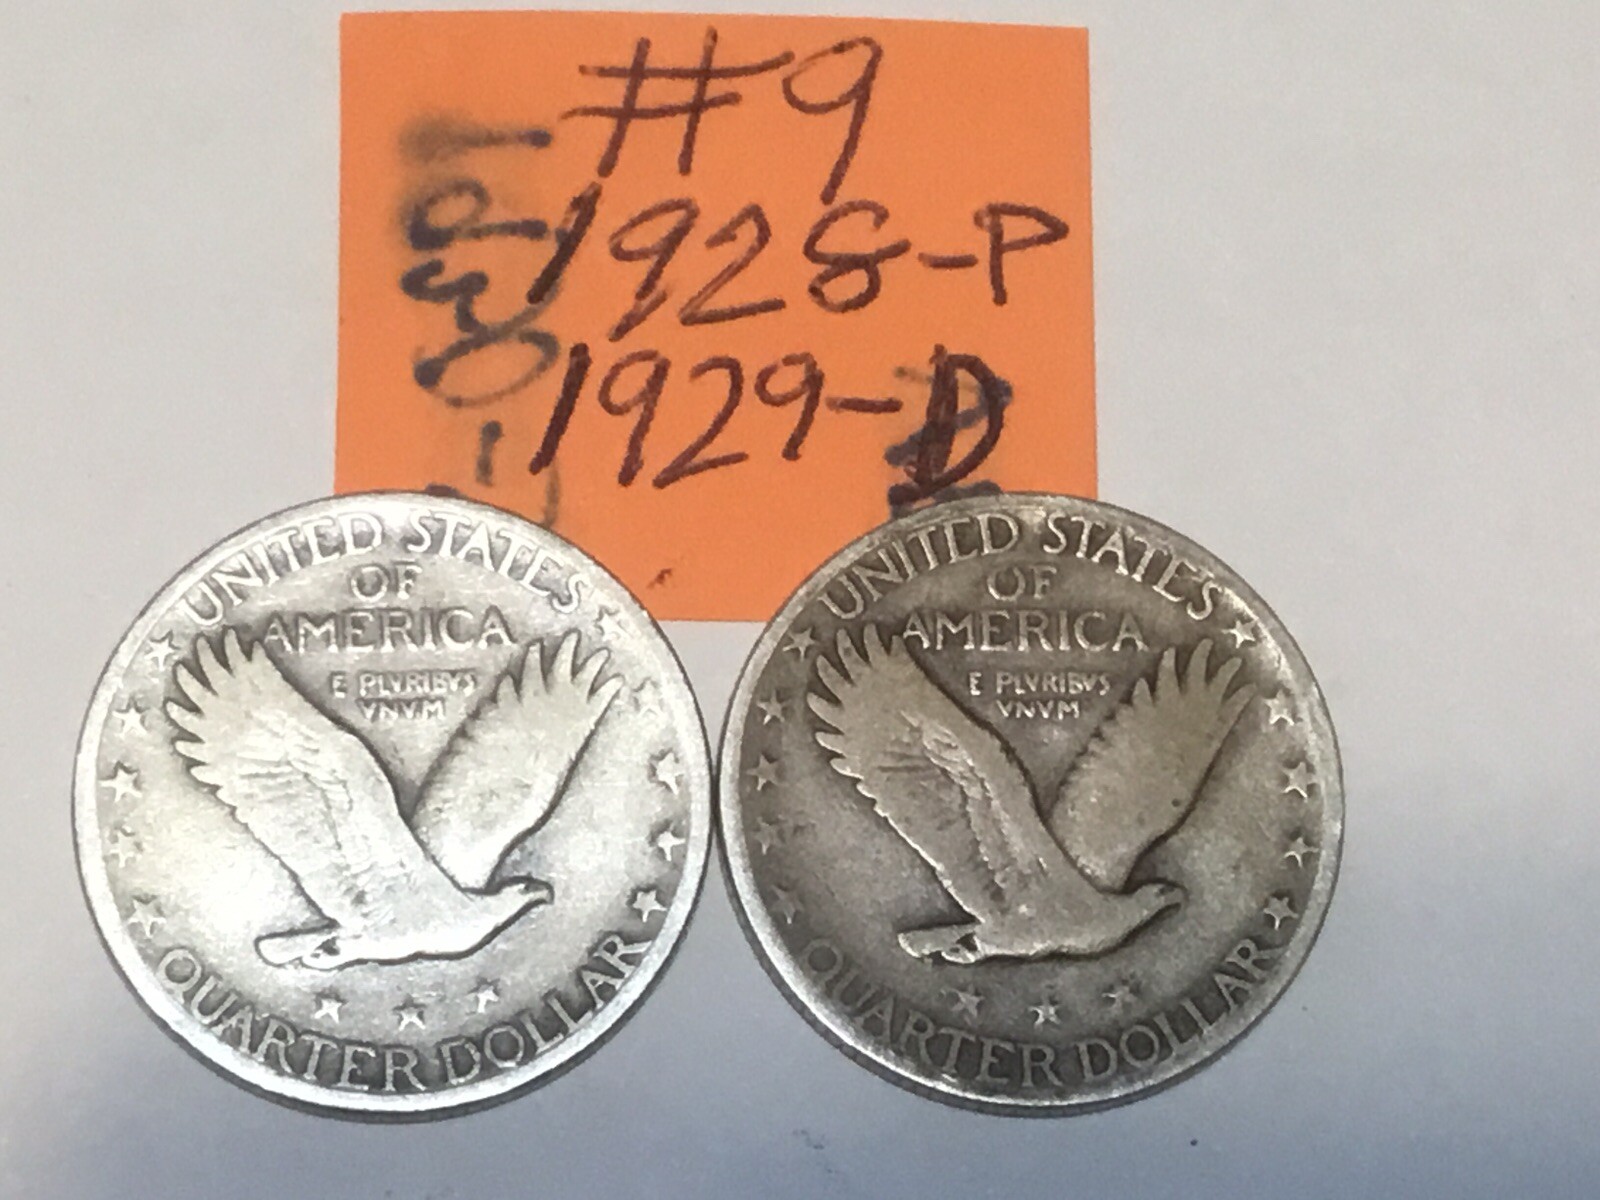 #9
1928-P
1929-D
UNITED STATES
OF
AMERICA
E PLVRIBVS
VNVM
QUARTER DOLLAR
UNITED STATES
OF
AMERICA
E PLVRIBVS
VNVM
QUARTER DOLLAR